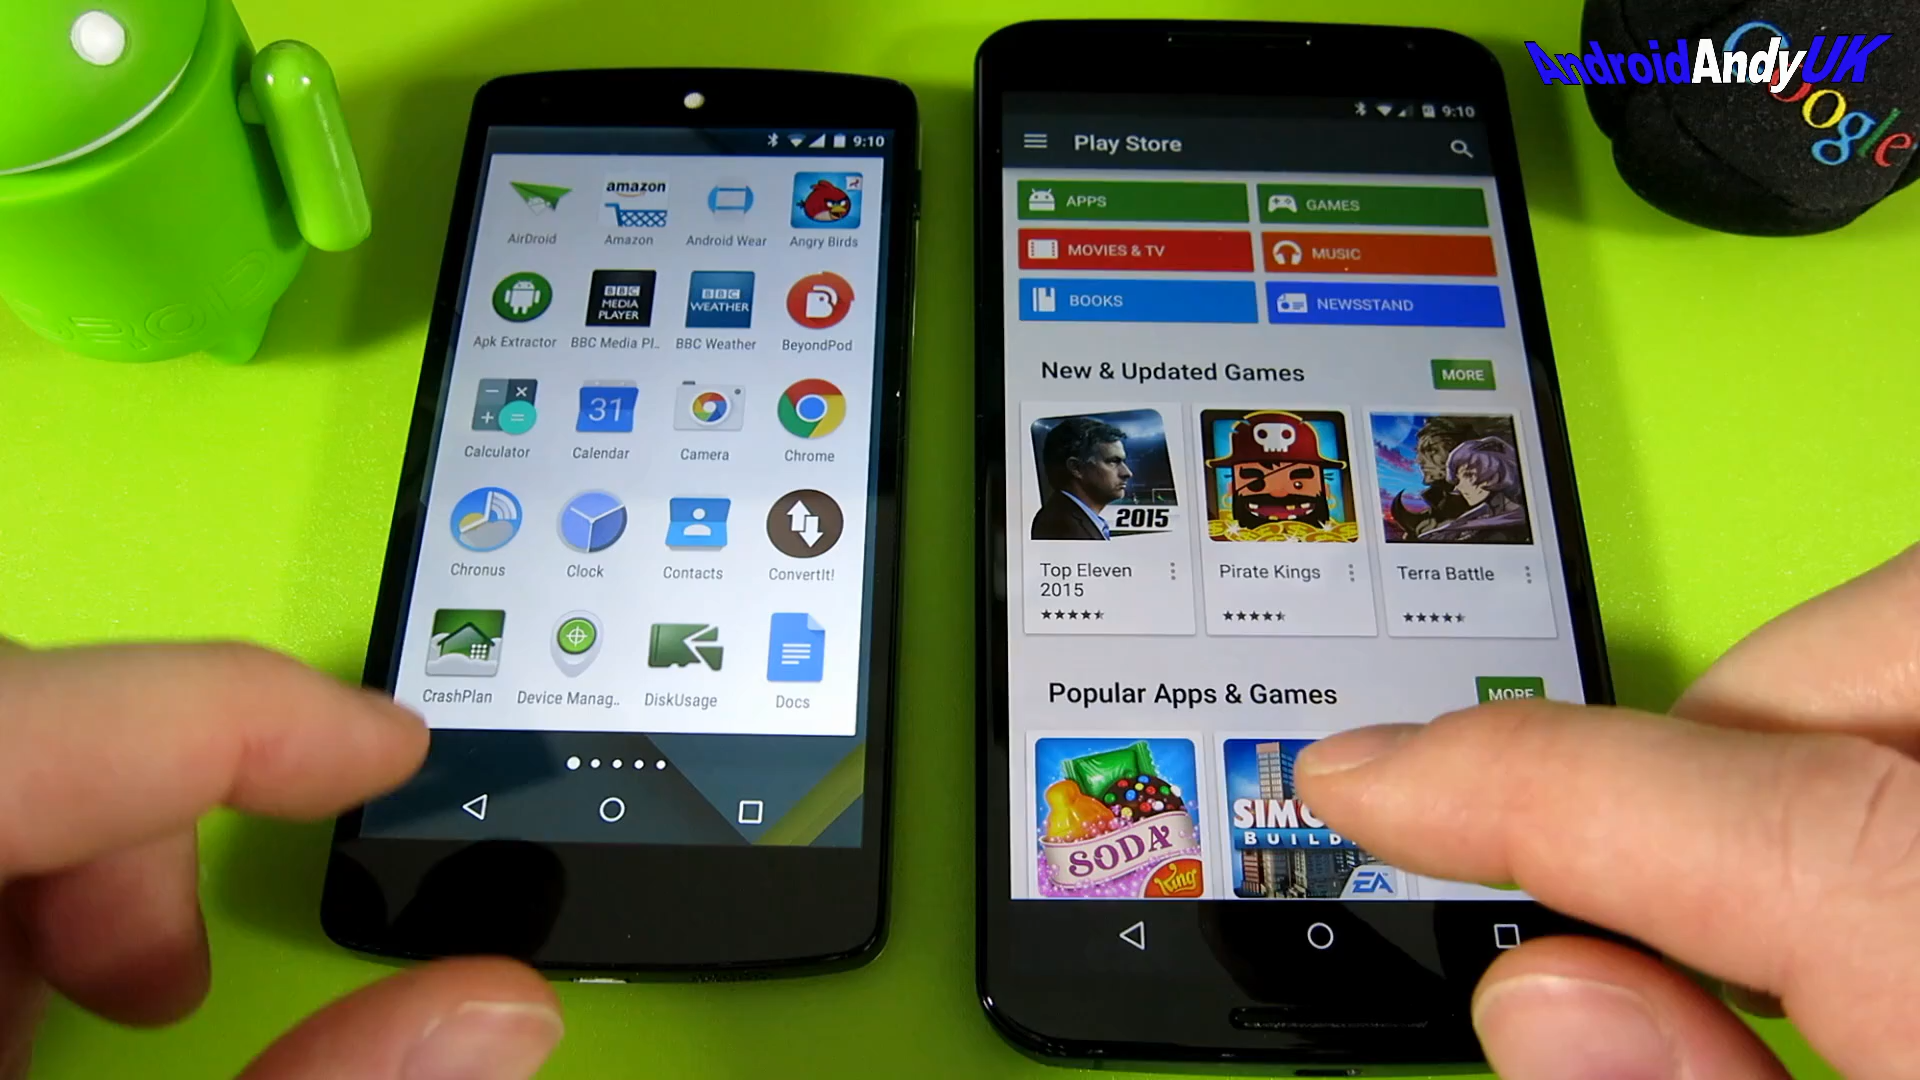 AndroidAndyUK
Google
9:10
AirDroid
amazon
Amazon
Android Wear
Angry Birds
Apk Extractor
BBC
MEDIA
PLAYER
BBC Media Pl..
BBC
WEATHER
BBC Weather
BeyondPod
Calculator
31
Calendar
Camera
Chrome
Chronus
Clock
Contacts
ConvertIt!
CrashPlan
Device Manag..
DiskUsage
Docs
9:10
Play Store
APPS
GAMES
MOVIES & TV
MUSIC
BOOKS
NEWSSTAND
New & Updated Games
MORE
2015
Top Eleven
2015
Pirate Kings
Terra Battle
Popular Apps & Games
MORE
SODA
King
SIMC
BUILD
EA